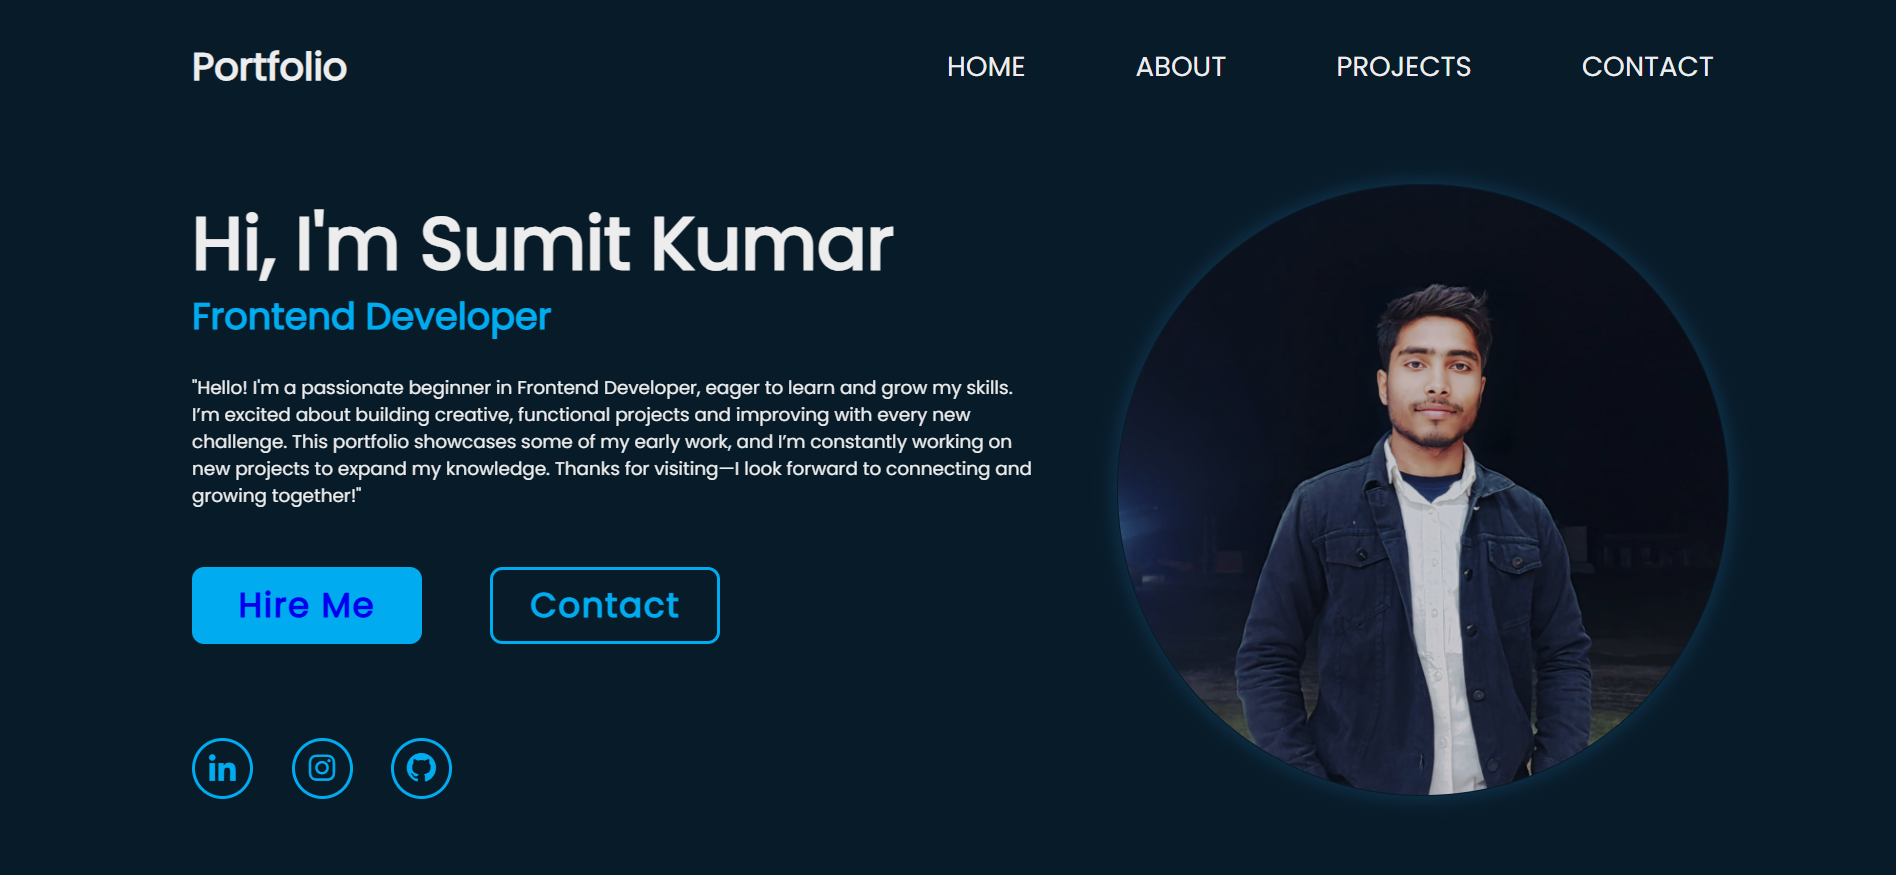 Portfolio
HOME
ABOUT
PROJECTS
CONTACT
Hi, I'm Sumit Kumar
Frontend Developer
"Hello! I'm a passionate beginner in Frontend Developer, eager to learn and grow my skills.
I’m excited about building creative, functional projects and improving with every new
challenge. This portfolio showcases some of my early work, and I’m constantly working on
new projects to expand my knowledge. Thanks for visiting—I look forward to connecting and
growing together!"
Hire Me
Contact
in